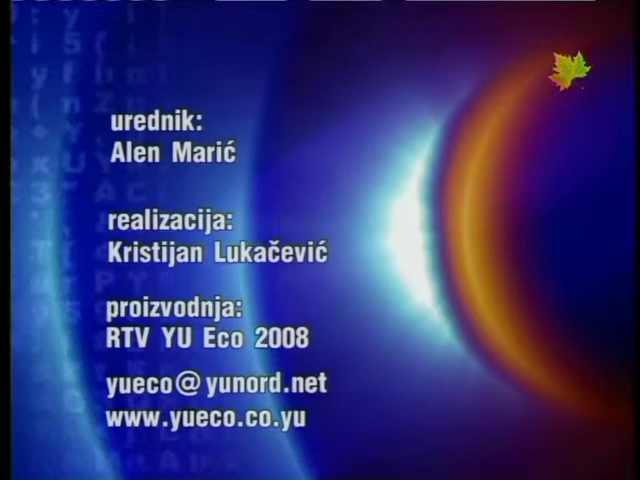 urednik:
Alen Marić
realizacija:
Kristijan Lukačević
proizvodnja:
RTV YU Eco 2008
yueco@yunord.net
www.yueco.co.yu